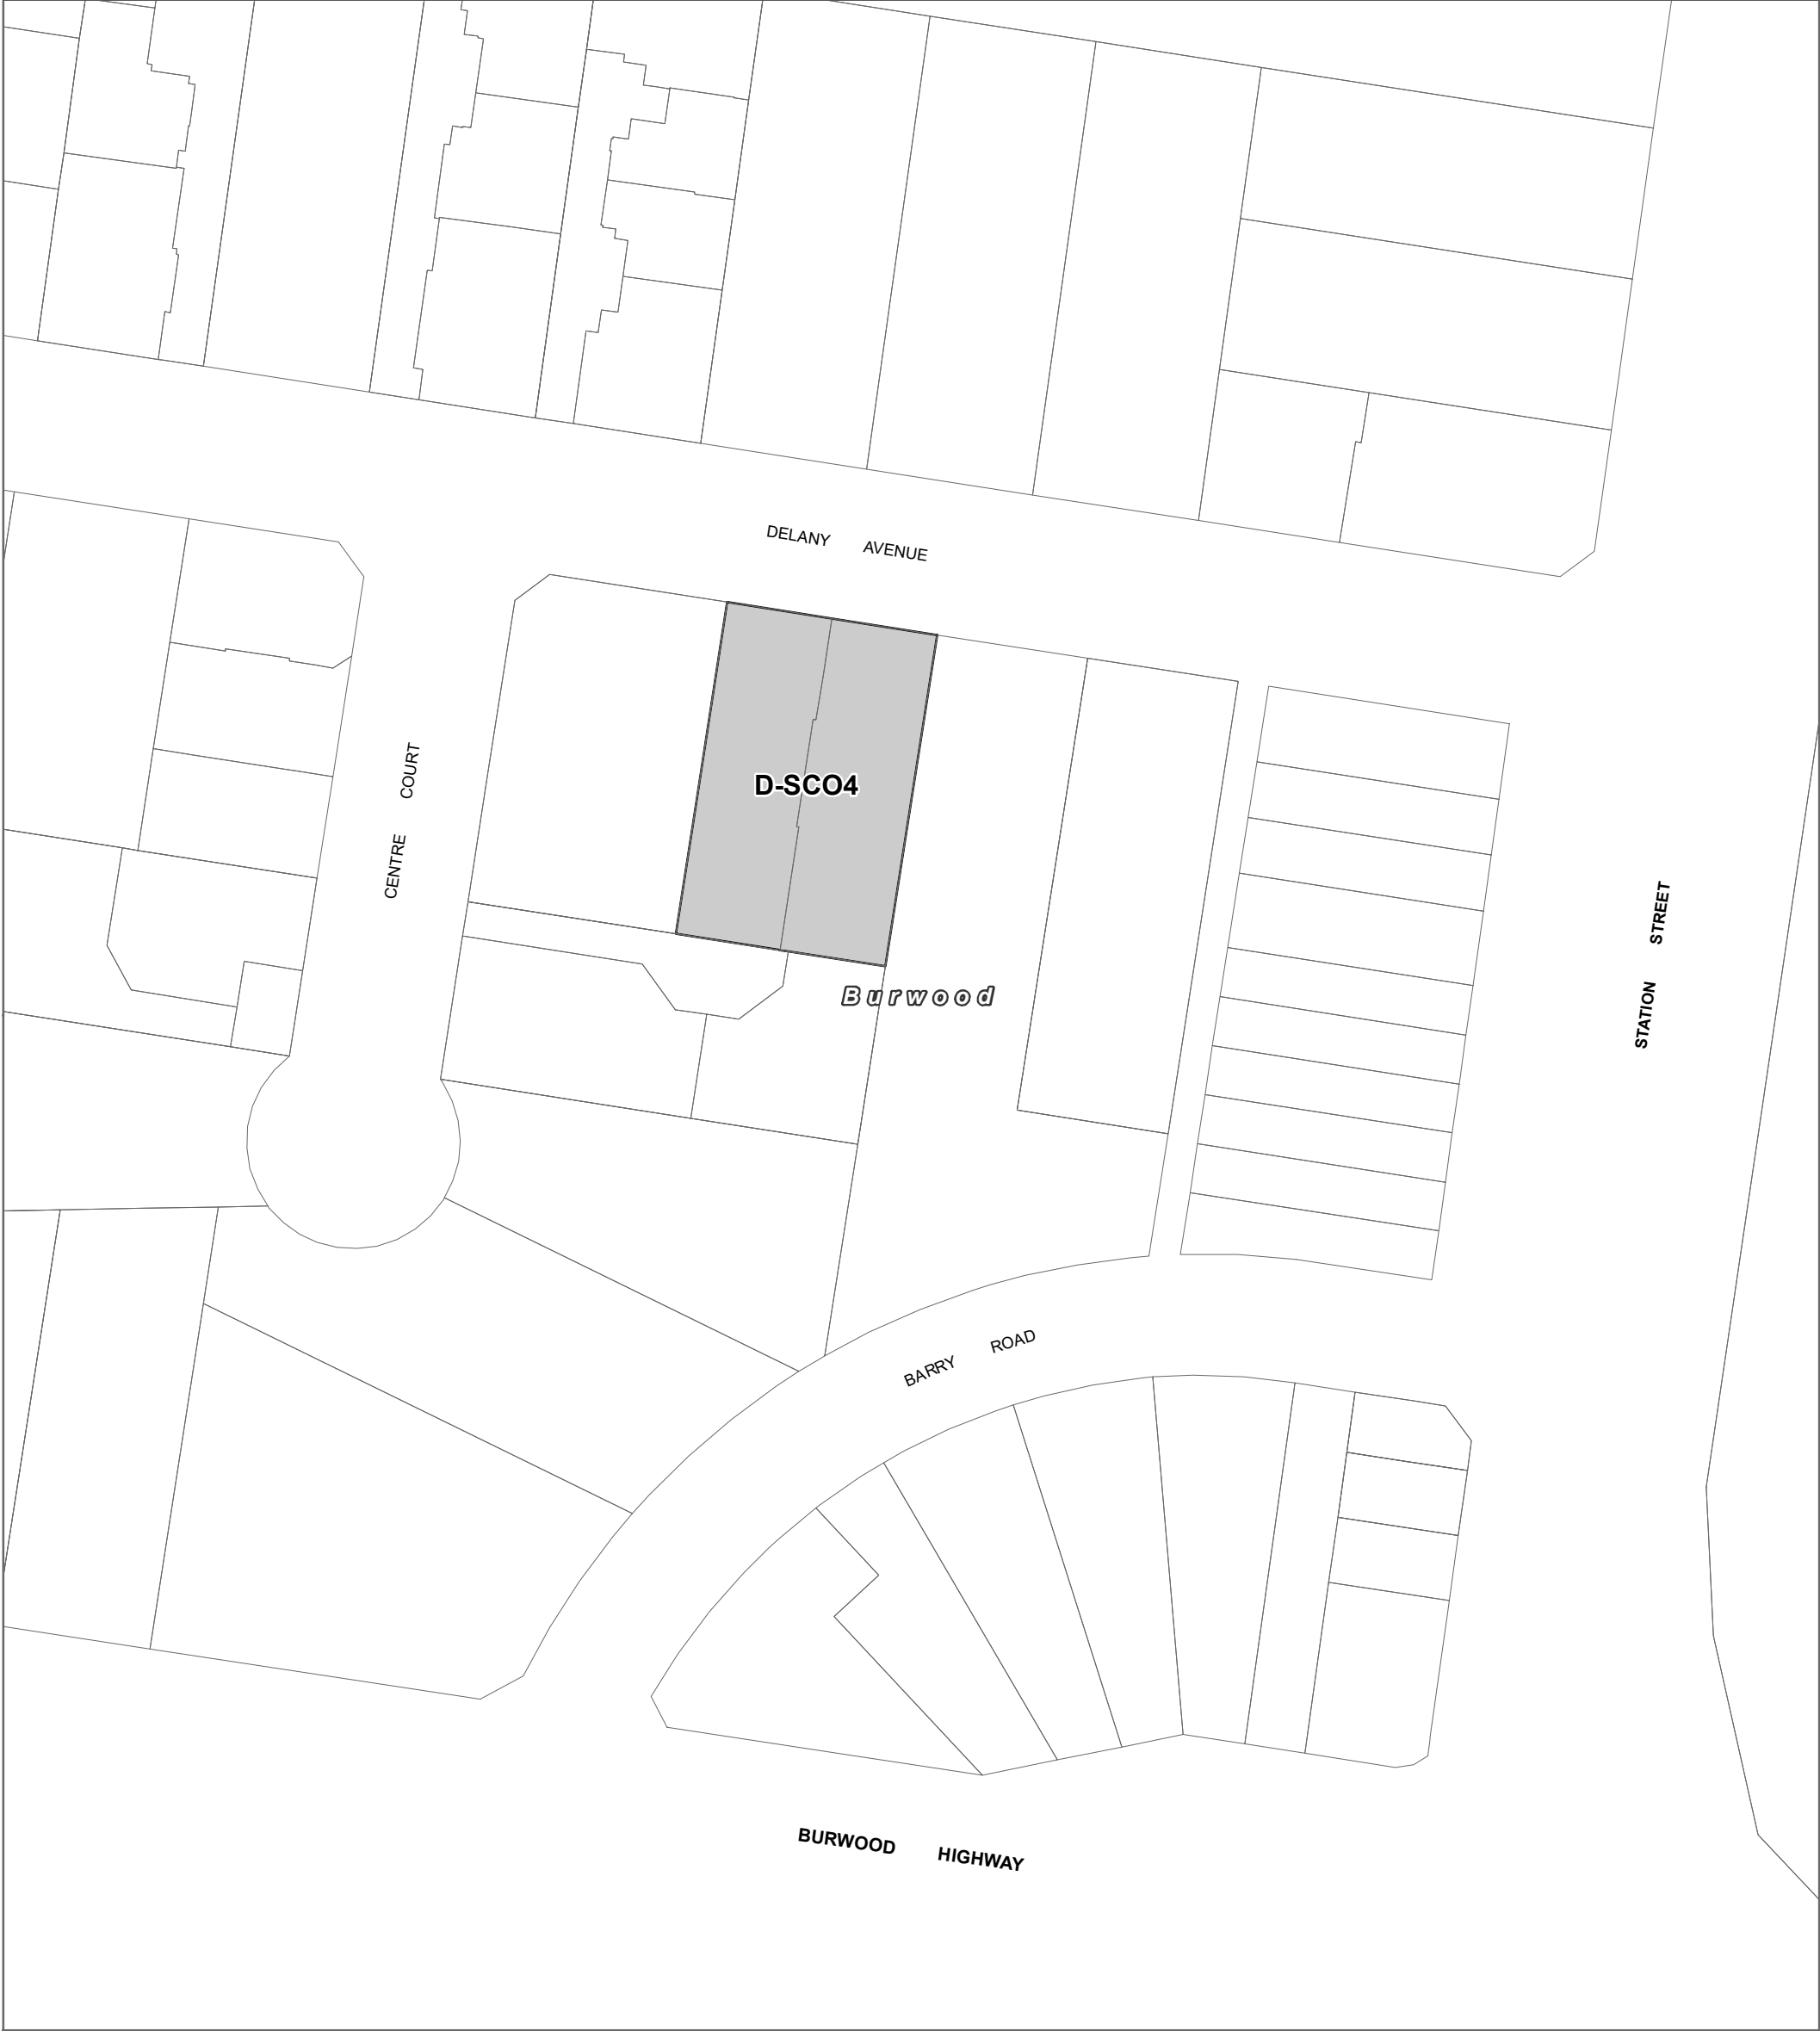 DELANY AVENUE
CENTRE COURT
D-SCO4
Burwood
STATION STREET
BARRY ROAD
BURWOOD HIGHWAY